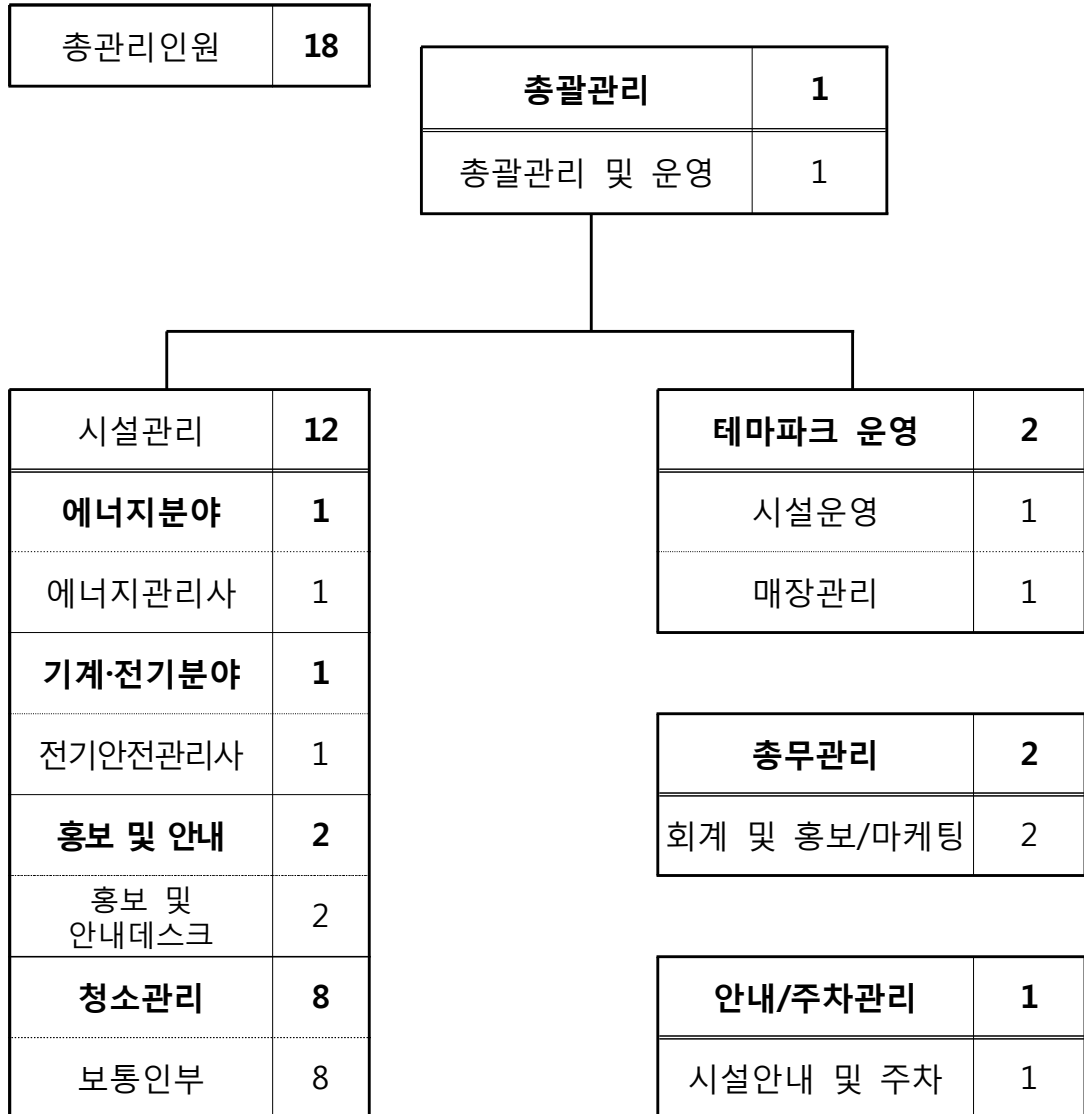 총관리인원 18
총괄관리 1
총괄관리 및 운영 1
시설관리 12
에너지분야 1
에너지관리사 1
기계·전기분야 1
전기안전관리사 1
홍보 및 안내 2
홍보 및
안내데스크 2
청소관리 8
보통인부 8
테마파크 운영 2
시설운영 1
매장관리 1
총무관리 2
회계 및 홍보/마케팅 2
안내/주차관리 1
시설안내 및 주차 1